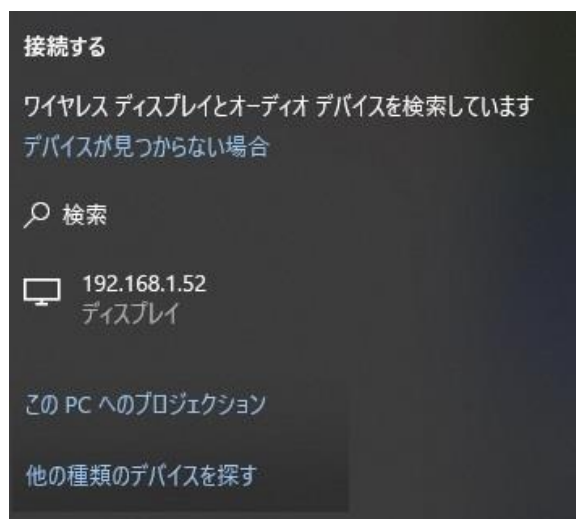 接続する
ワイヤレス ディスプレイとオーディオ デバイスを検索しています
デバイスが見つからない場合
検索
192.168.1.52
ディスプレイ
この PC へのプロジェクション
他の種類のデバイスを探す